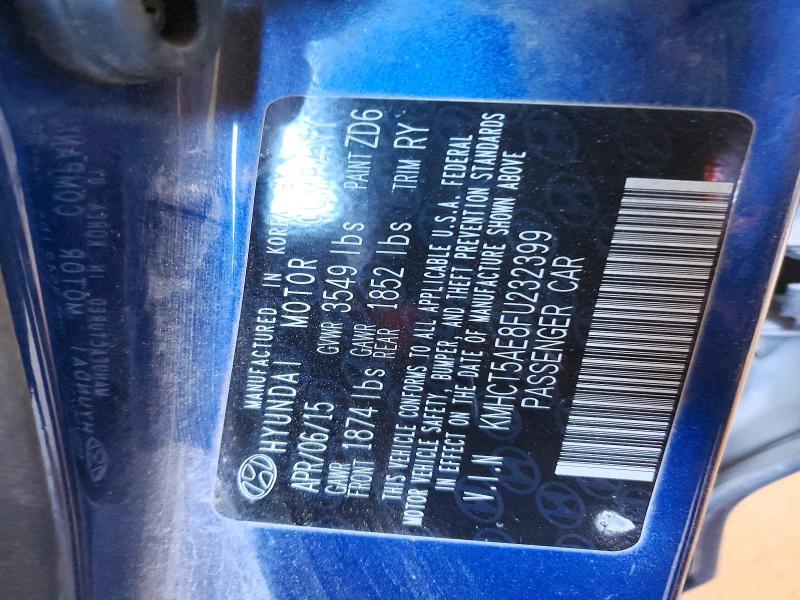 MANUFACTURED IN KOREA
HYUNDAI MOTOR COMPANY
APR/06/15 GVWR 3549 lbs PAINT ZD6
GAWR FRONT 1874 lbs GAWR REAR 1852 lbs TRIM RY
THIS VEHICLE CONFORMS TO ALL APPLICABLE U.S.A. FEDERAL
MOTOR VEHICLE SAFETY, BUMPER, AND THEFT PREVENTION STANDARDS
IN EFFECT ON THE DATE OF MANUFACTURE SHOWN ABOVE
V.I.N KMHCT5AE8FU232399
PASSENGER CAR